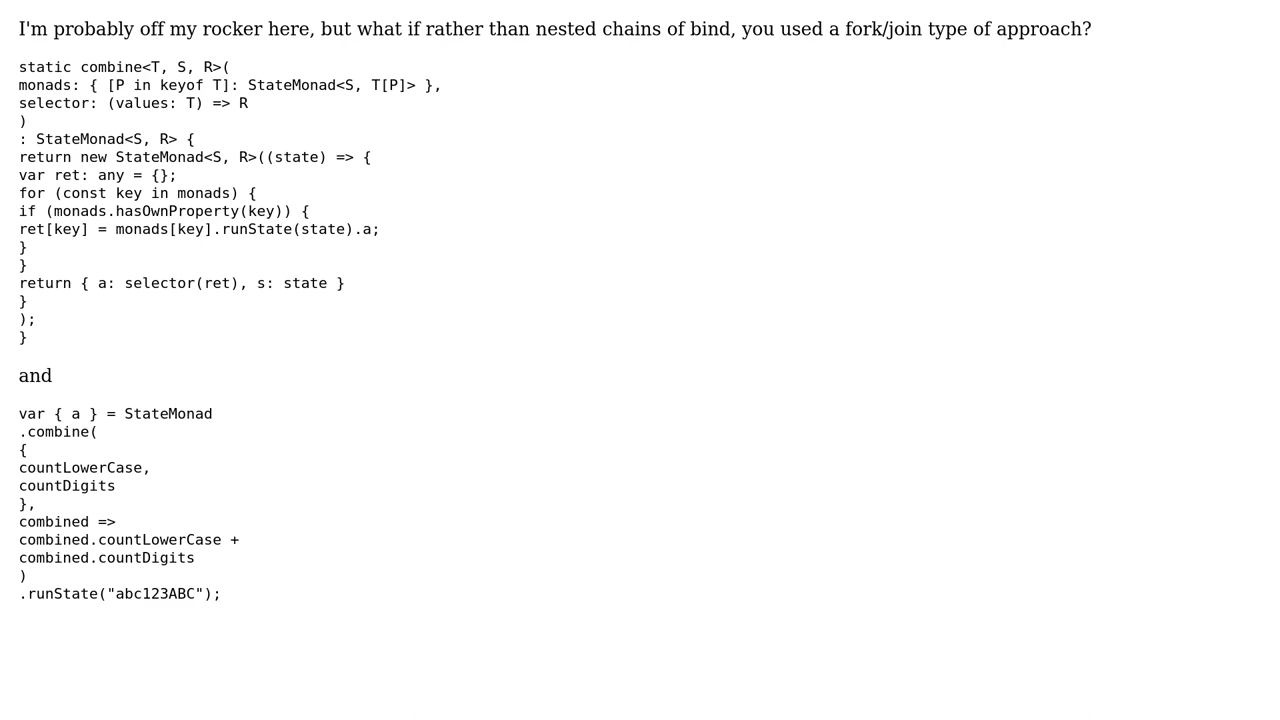 I'm probably off my rocker here, but what if rather than nested chains of bind, you used a fork/join type of approach?
static combine<T, S, R>(
monads: { [P in keyof T]: StateMonad<S, T[P]> },
selector: (values: T) => R
)
: StateMonad<S, R> {
return new StateMonad<S, R>((state) => {
var ret: any = {};
for (const key in monads) {
if (monads.hasOwnProperty(key)) {
ret[key] = monads[key].runState(state).a;
}
}
return { a: selector(ret), s: state }
}
);
}
and
var { a } = StateMonad
.combine(
{
countLowerCase,
countDigits
},
combined =>
combined.countLowerCase +
combined.countDigits
)
.runState("abc123ABC");